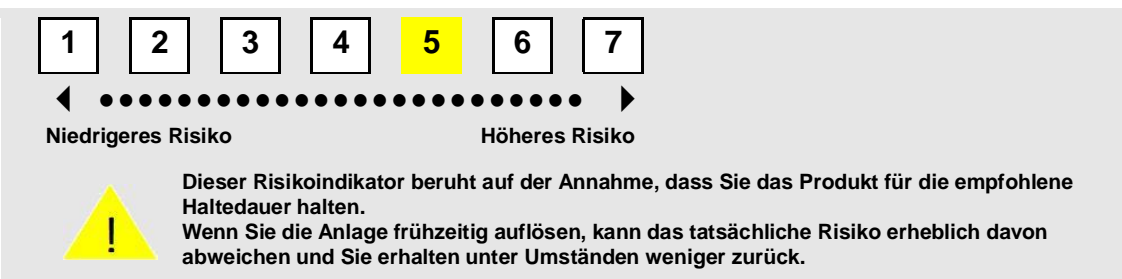 1 2 3 4 5 6 7
Niedrigeres Risiko Höheres Risiko
Dieser Risikoindikator beruht auf der Annahme, dass Sie das Produkt für die empfohlene
Haltedauer halten.
Wenn Sie die Anlage frühzeitig auflösen, kann das tatsächliche Risiko erheblich davon
abweichen und Sie erhalten unter Umständen weniger zurück.